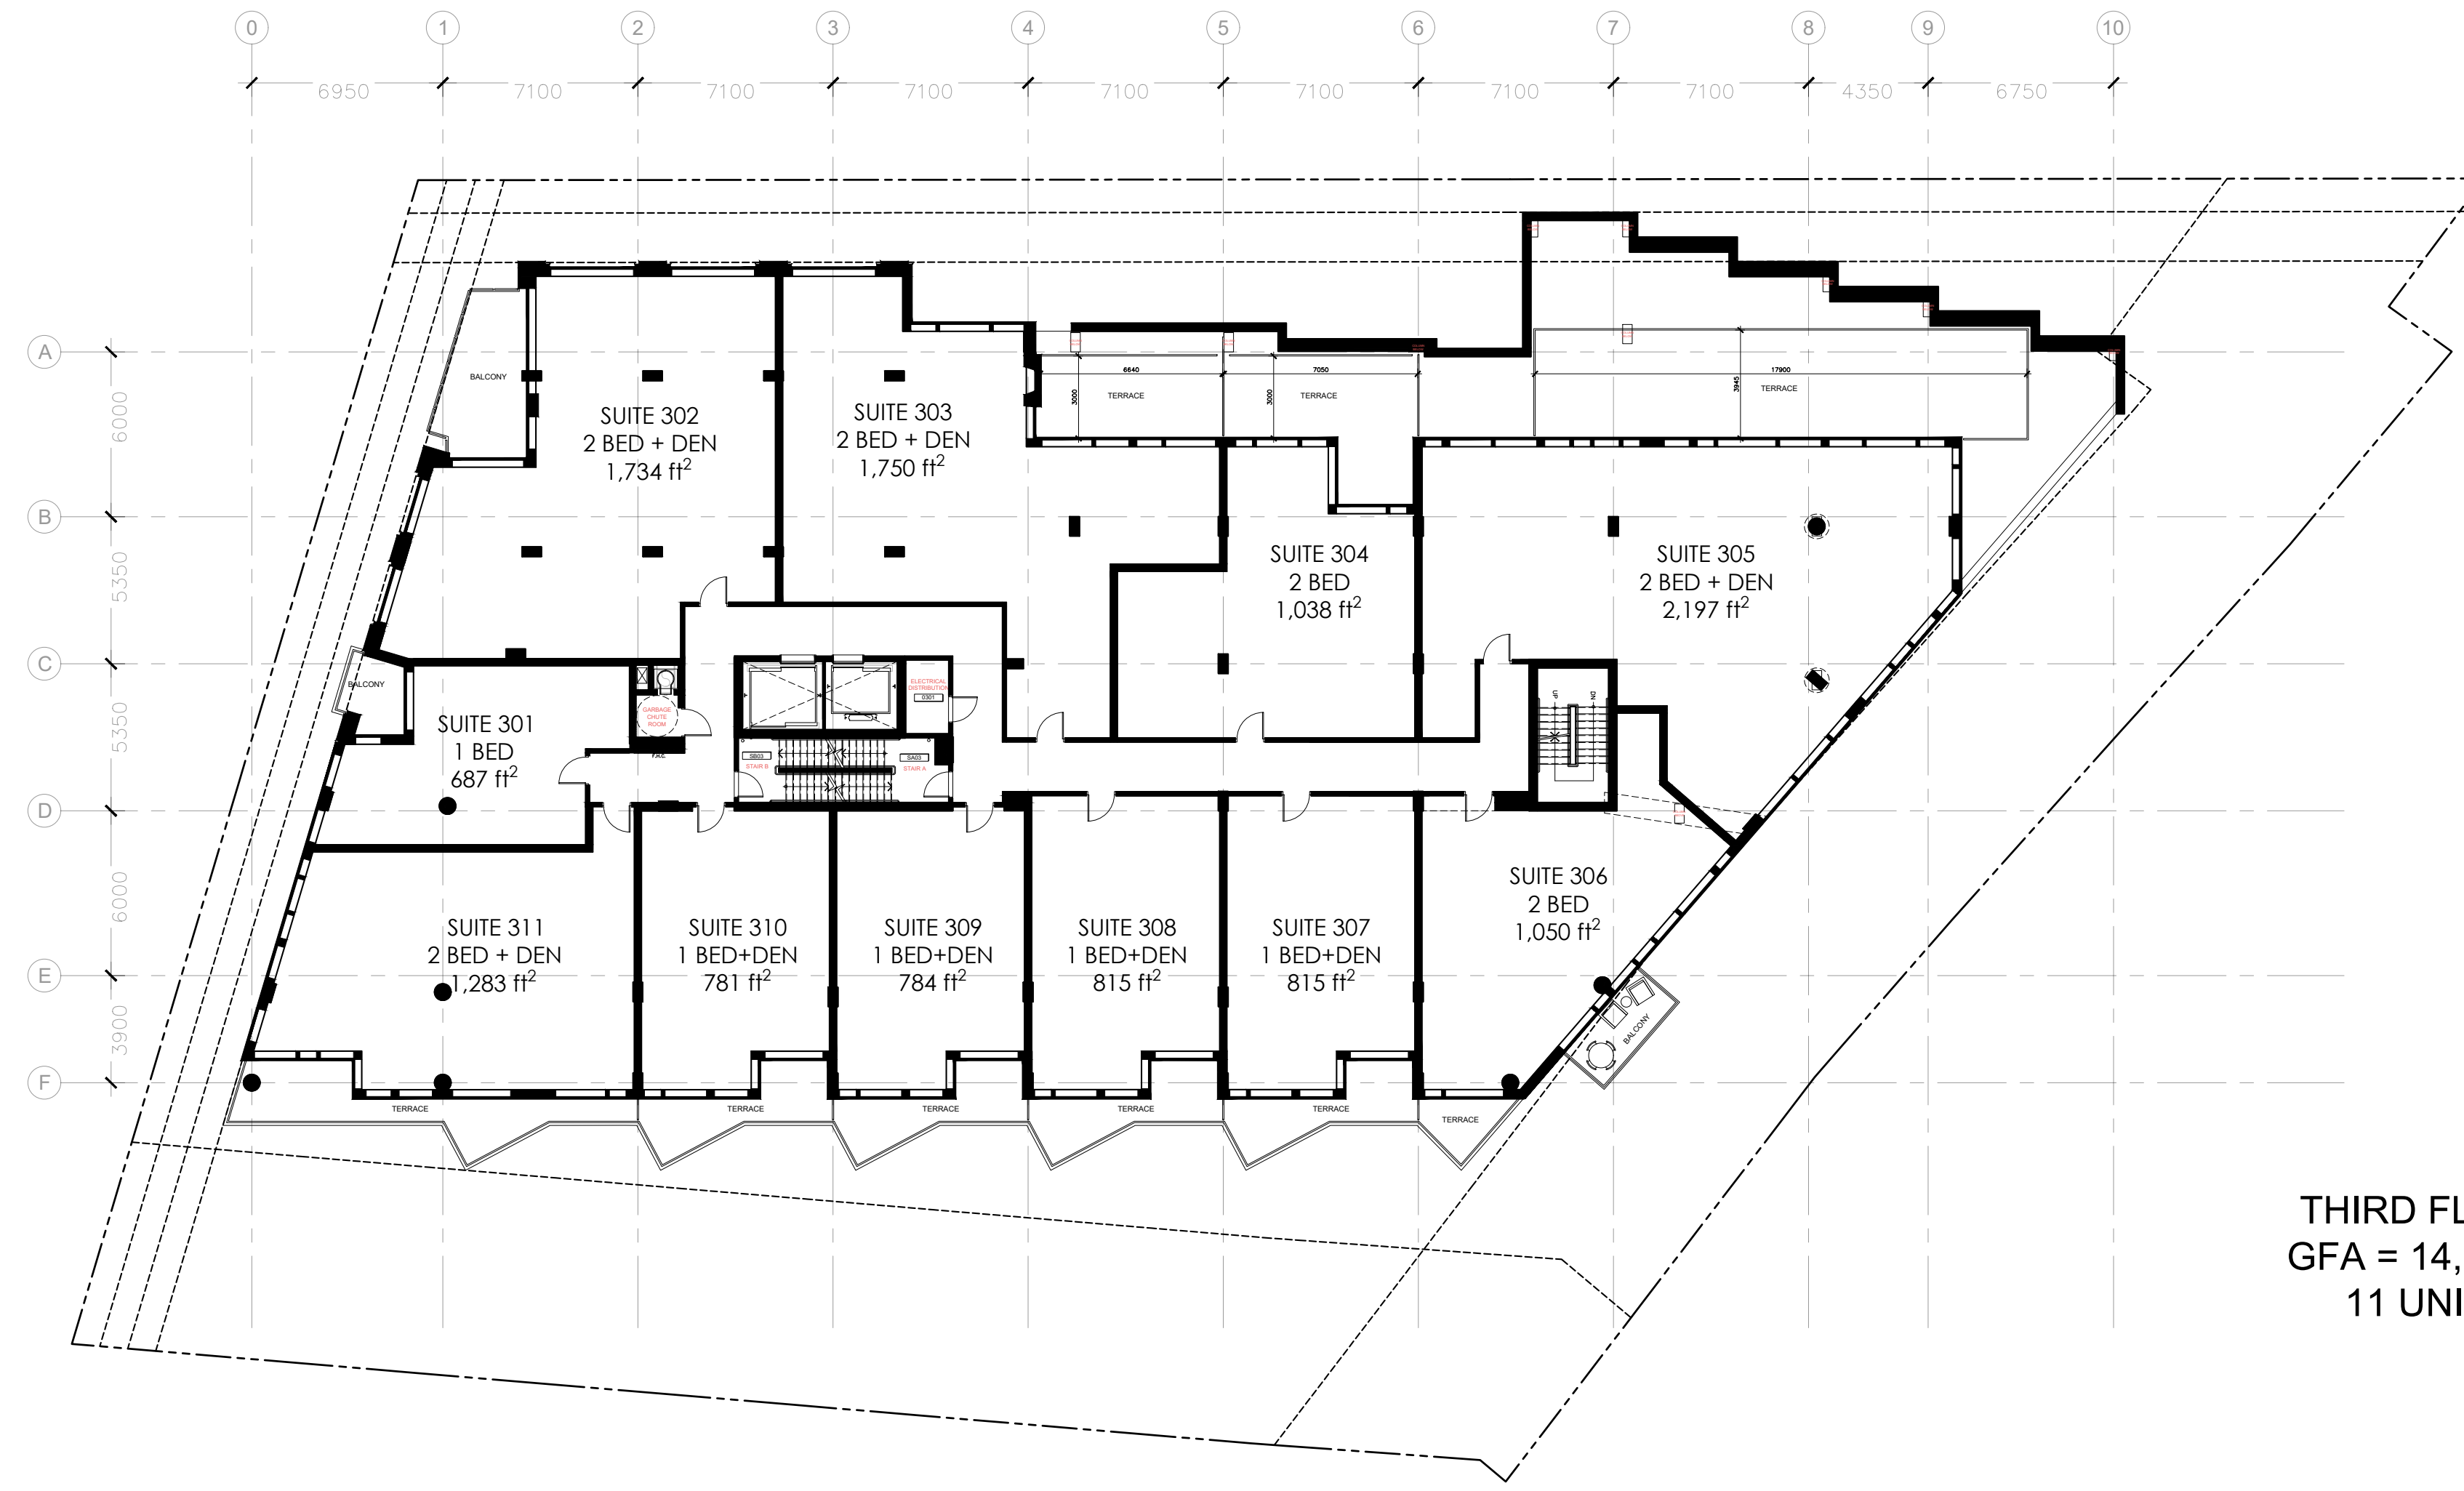 0 1 2 3 4 5 6 7 8 9 10
6950 7100 7100 7100 7100 7100 7100 7100 4350 6750
A
B
C
D
E
F
6000
5350
5350
6000
3900
BALCONY
SUITE 302
2 BED + DEN
1,734 ft²
SUITE 303
2 BED + DEN
1,750 ft²
6640
3000
TERRACE
7050
3000
TERRACE
17900
3945
TERRACE
SUITE 304
2 BED
1,038 ft²
SUITE 305
2 BED + DEN
2,197 ft²
BALCONY
SUITE 301
1 BED
687 ft²
GARBAGE
CHUTE
ROOM
ELECTRICAL
DISTRIBUTION
0301
SB03
STAIR B
SA03
STAIR A
UP
DN
SUITE 311
2 BED + DEN
1,283 ft²
SUITE 310
1 BED+DEN
781 ft²
SUITE 309
1 BED+DEN
784 ft²
SUITE 308
1 BED+DEN
815 ft²
SUITE 307
1 BED+DEN
815 ft²
SUITE 306
2 BED
1,050 ft²
BALCONY
TERRACE
TERRACE
TERRACE
TERRACE
TERRACE
TERRACE
THIRD FL
GFA = 14,
11 UNI